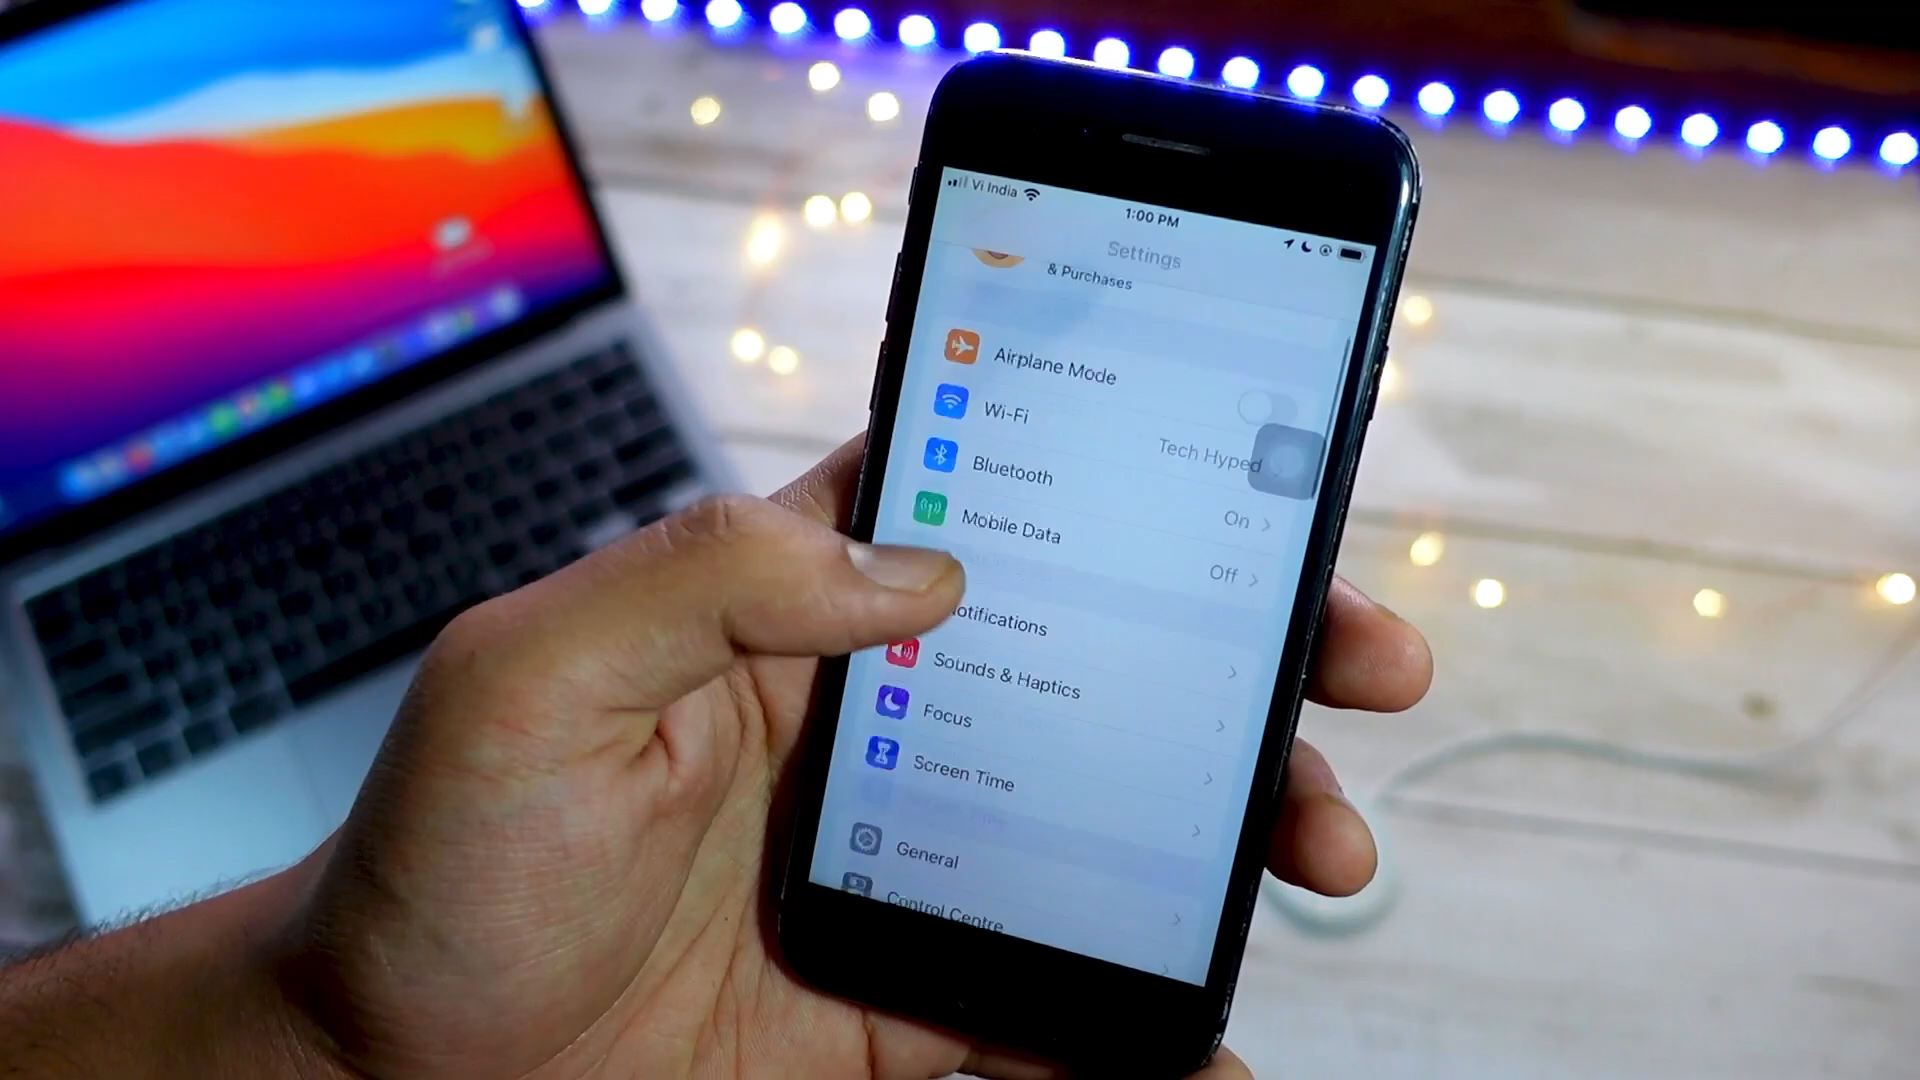 Vi India
1:00 PM
Settings
& Purchases
Airplane Mode
Wi-Fi
Tech Hyped
Bluetooth
On
Mobile Data
Off
otifications
Sounds & Haptics
Focus
Screen Time
General
Control Centre